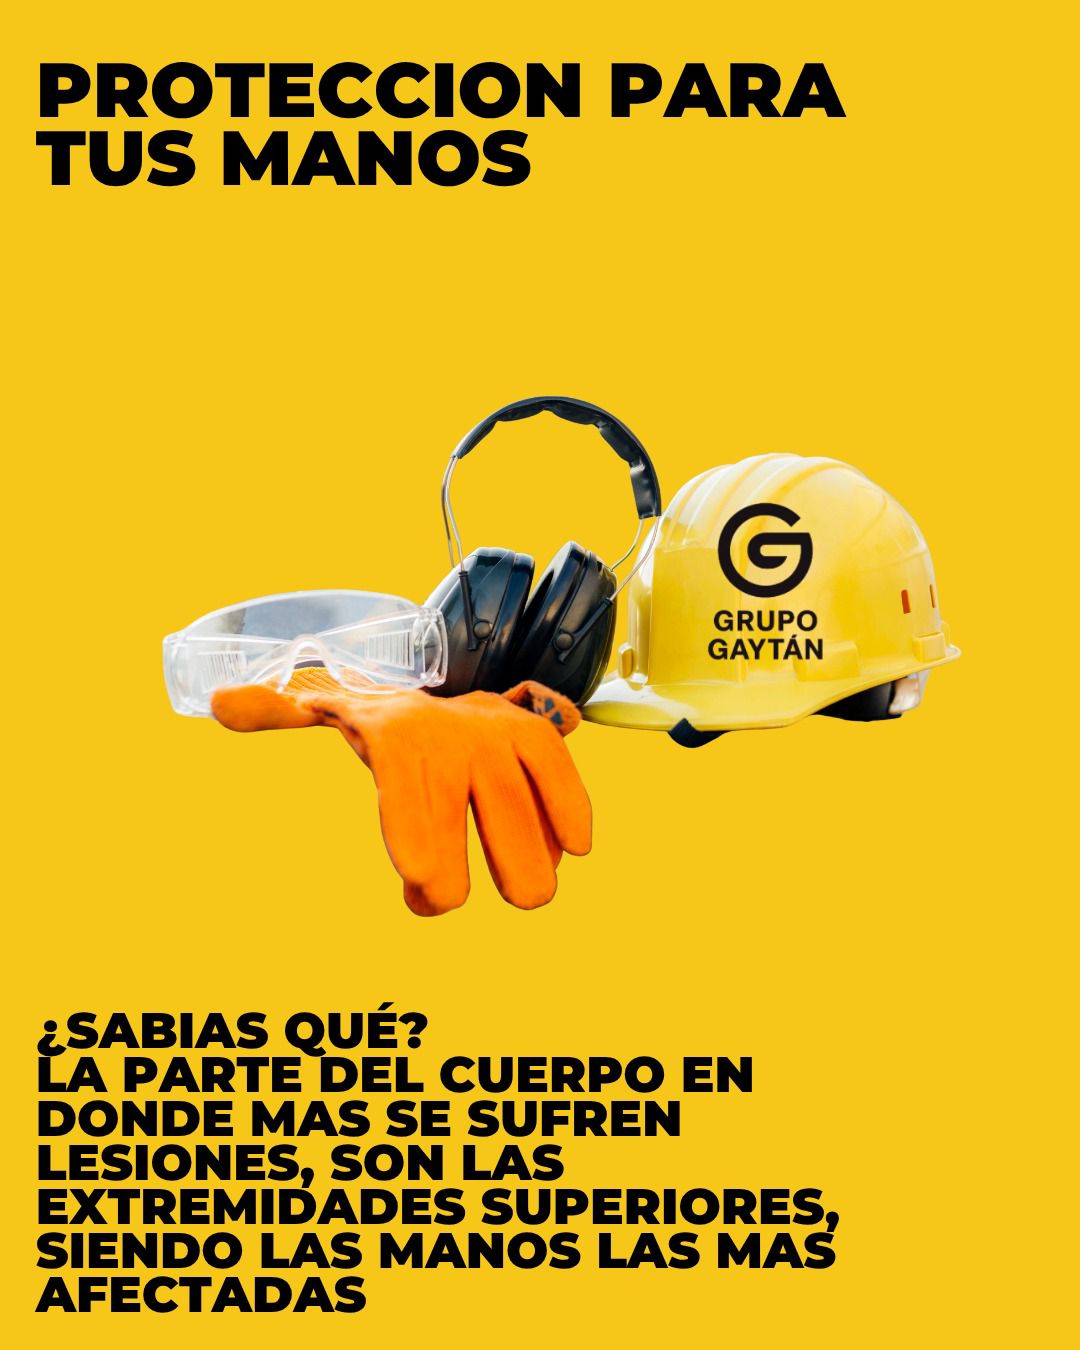 PROTECCION PARA
TUS MANOS
GRUPO
GAYTÁN
¿SABIAS QUÉ?
LA PARTE DEL CUERPO EN
DONDE MAS SE SUFREN
LESIONES, SON LAS
EXTREMIDADES SUPERIORES,
SIENDO LAS MANOS LAS MAS
AFECTADAS